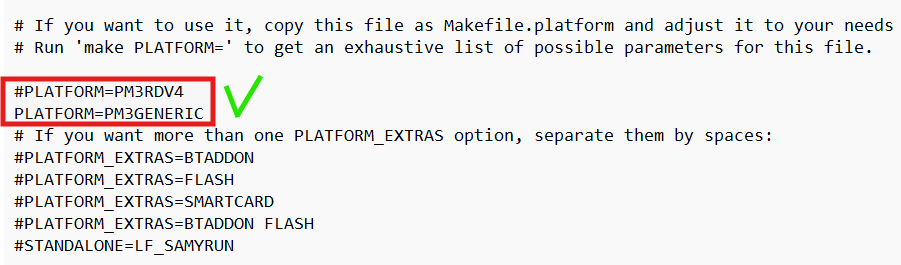 # If you want to use it, copy this file as Makefile.platform and adjust it to your needs
# Run 'make PLATFORM=' to get an exhaustive list of possible parameters for this file.
#PLATFORM=PM3RDV4
PLATFORM=PM3GENERIC
# If you want more than one PLATFORM_EXTRAS option, separate them by spaces:
#PLATFORM_EXTRAS=BTADDON
#PLATFORM_EXTRAS=FLASH
#PLATFORM_EXTRAS=SMARTCARD
#PLATFORM_EXTRAS=BTADDON FLASH
#STANDALONE=LF_SAMYRUN